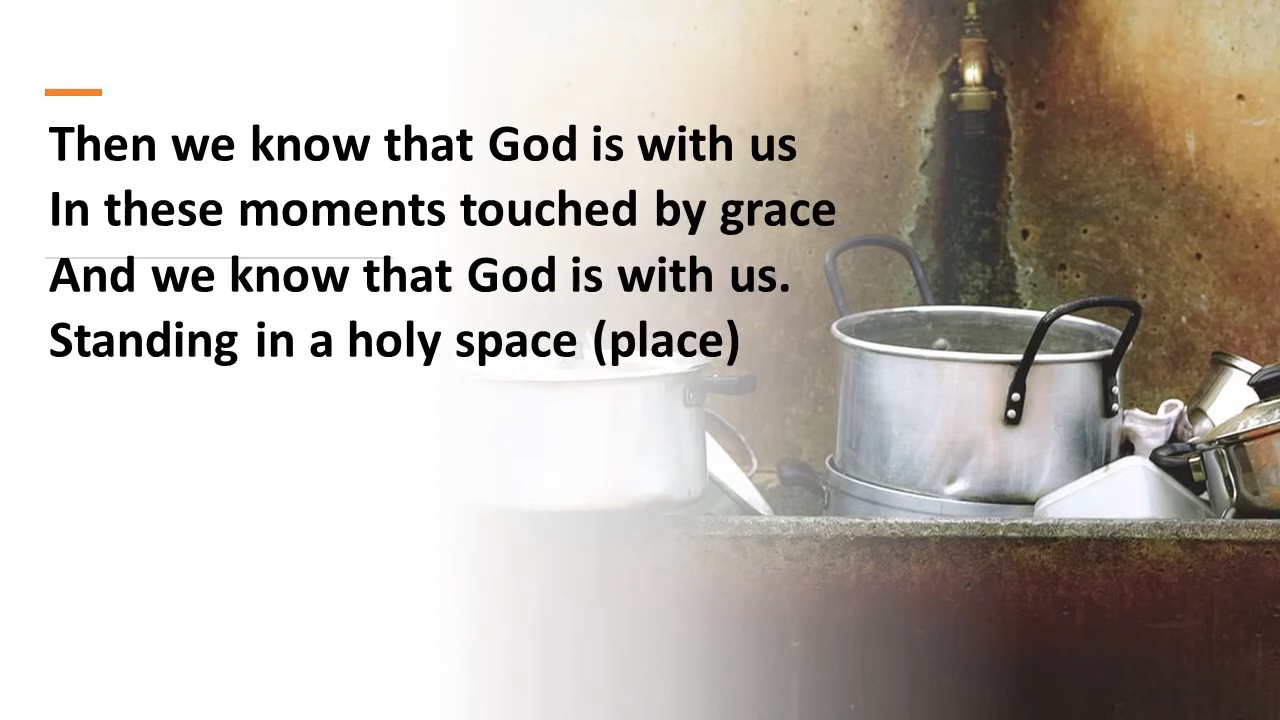 Then we know that God is with us
In these moments touched by grace
And we know that God is with us.
Standing in a holy space (place)